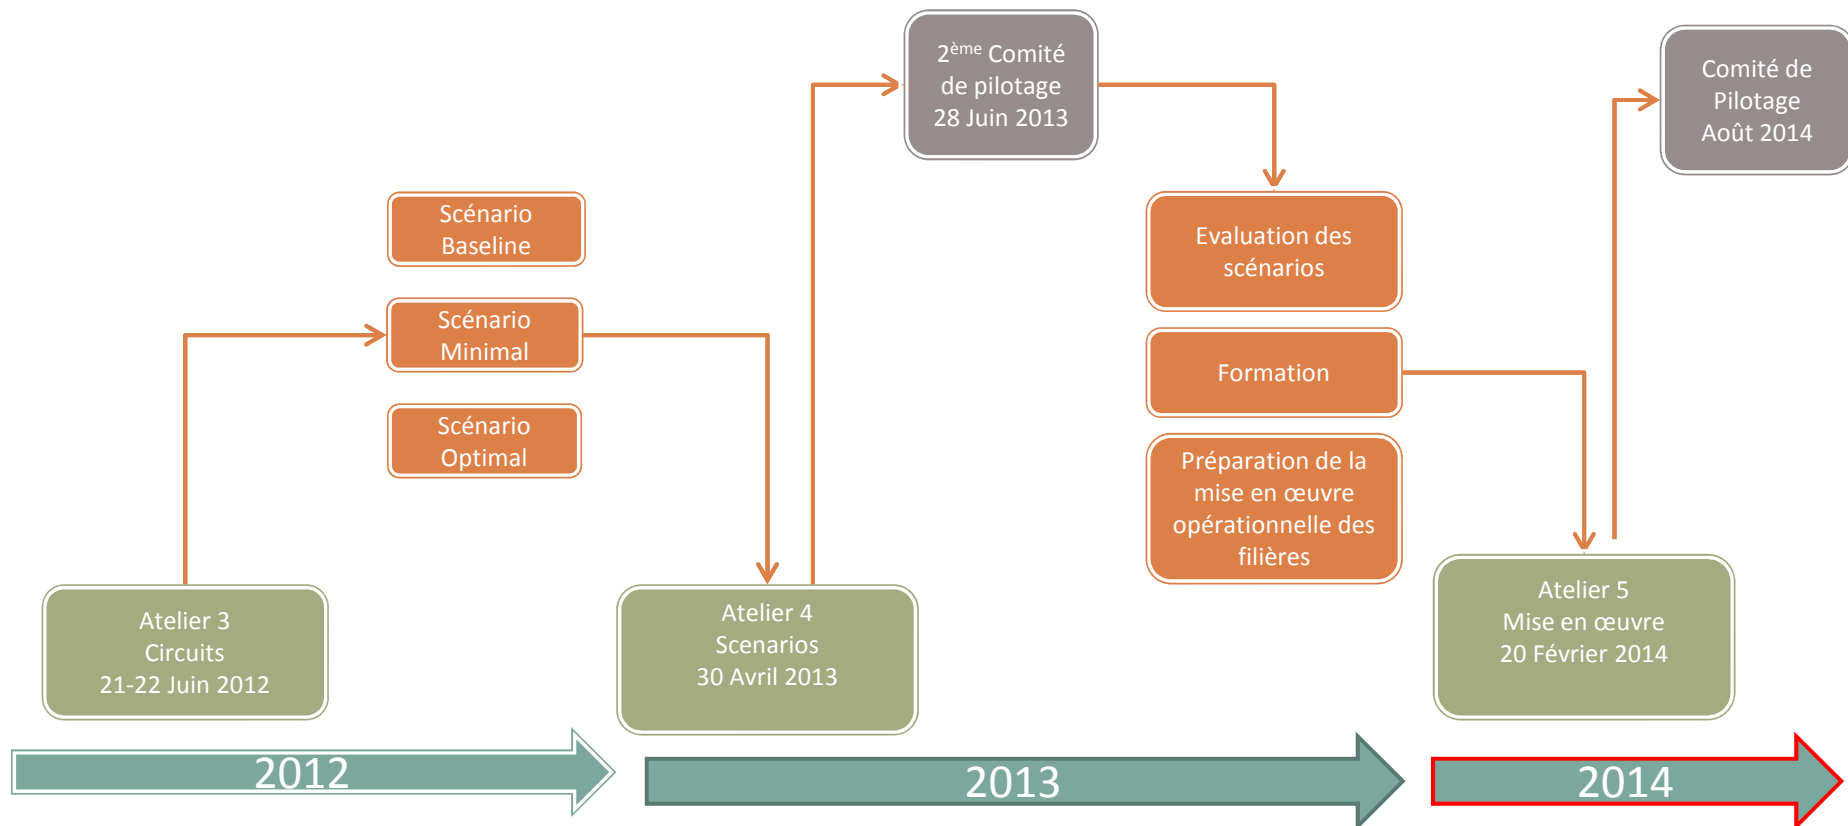 2ème Comité
de pilotage
28 Juin 2013
Comité de
Pilotage
Août 2014
Scénario
Baseline
Scénario
Minimal
Scénario
Optimal
Evaluation des
scénarios
Formation
Préparation de la
mise en œuvre
opérationnelle des
filières
Atelier 3
Circuits
21-22 Juin 2012
Atelier 4
Scenarios
30 Avril 2013
Atelier 5
Mise en œuvre
20 Février 2014
2012
2013
2014